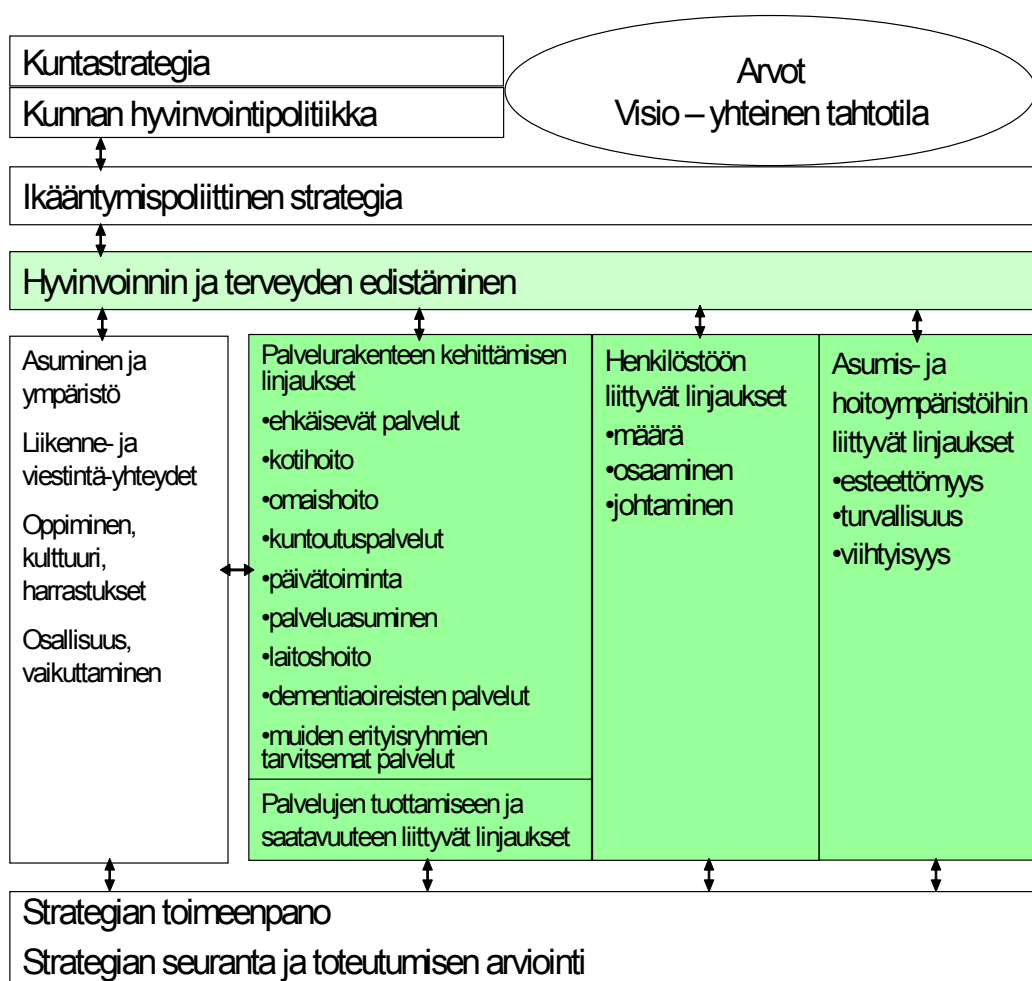 Kuntastrategia
Kunnan hyvinvointipolitiikka
Arvot
Visio – yhteinen tahtotila
Ikääntymispoliittinen strategia
Hyvinvoinnin ja terveyden edistäminen
Asuminen ja
ympäristö
Liikenne- ja
viestintä-yhteydet
Oppiminen,
kulttuuri,
harrastukset
Osallisuus,
vaikuttaminen
Palvelurakenteen kehittämisen
linjaukset
•ehkäisevät palvelut
•kotihoito
•omaishoito
•kuntoutuspalvelut
•päivätoiminta
•palveluasuminen
•laitoshoito
•dementiaoireisten palvelut
•muiden erityisryhmien
tarvitsemat palvelut
Palvelujen tuottamiseen ja
saatavuuteen liittyvät linjaukset
Henkilöstöön
liittyvät linjaukset
•määrä
•osaaminen
•johtaminen
Asumis- ja
hoitoympäristöihin
liittyvät linjaukset
•esteettömyys
•turvallisuus
•viihtyisyys
Strategian toimeenpano
Strategian seuranta ja toteutumisen arviointi